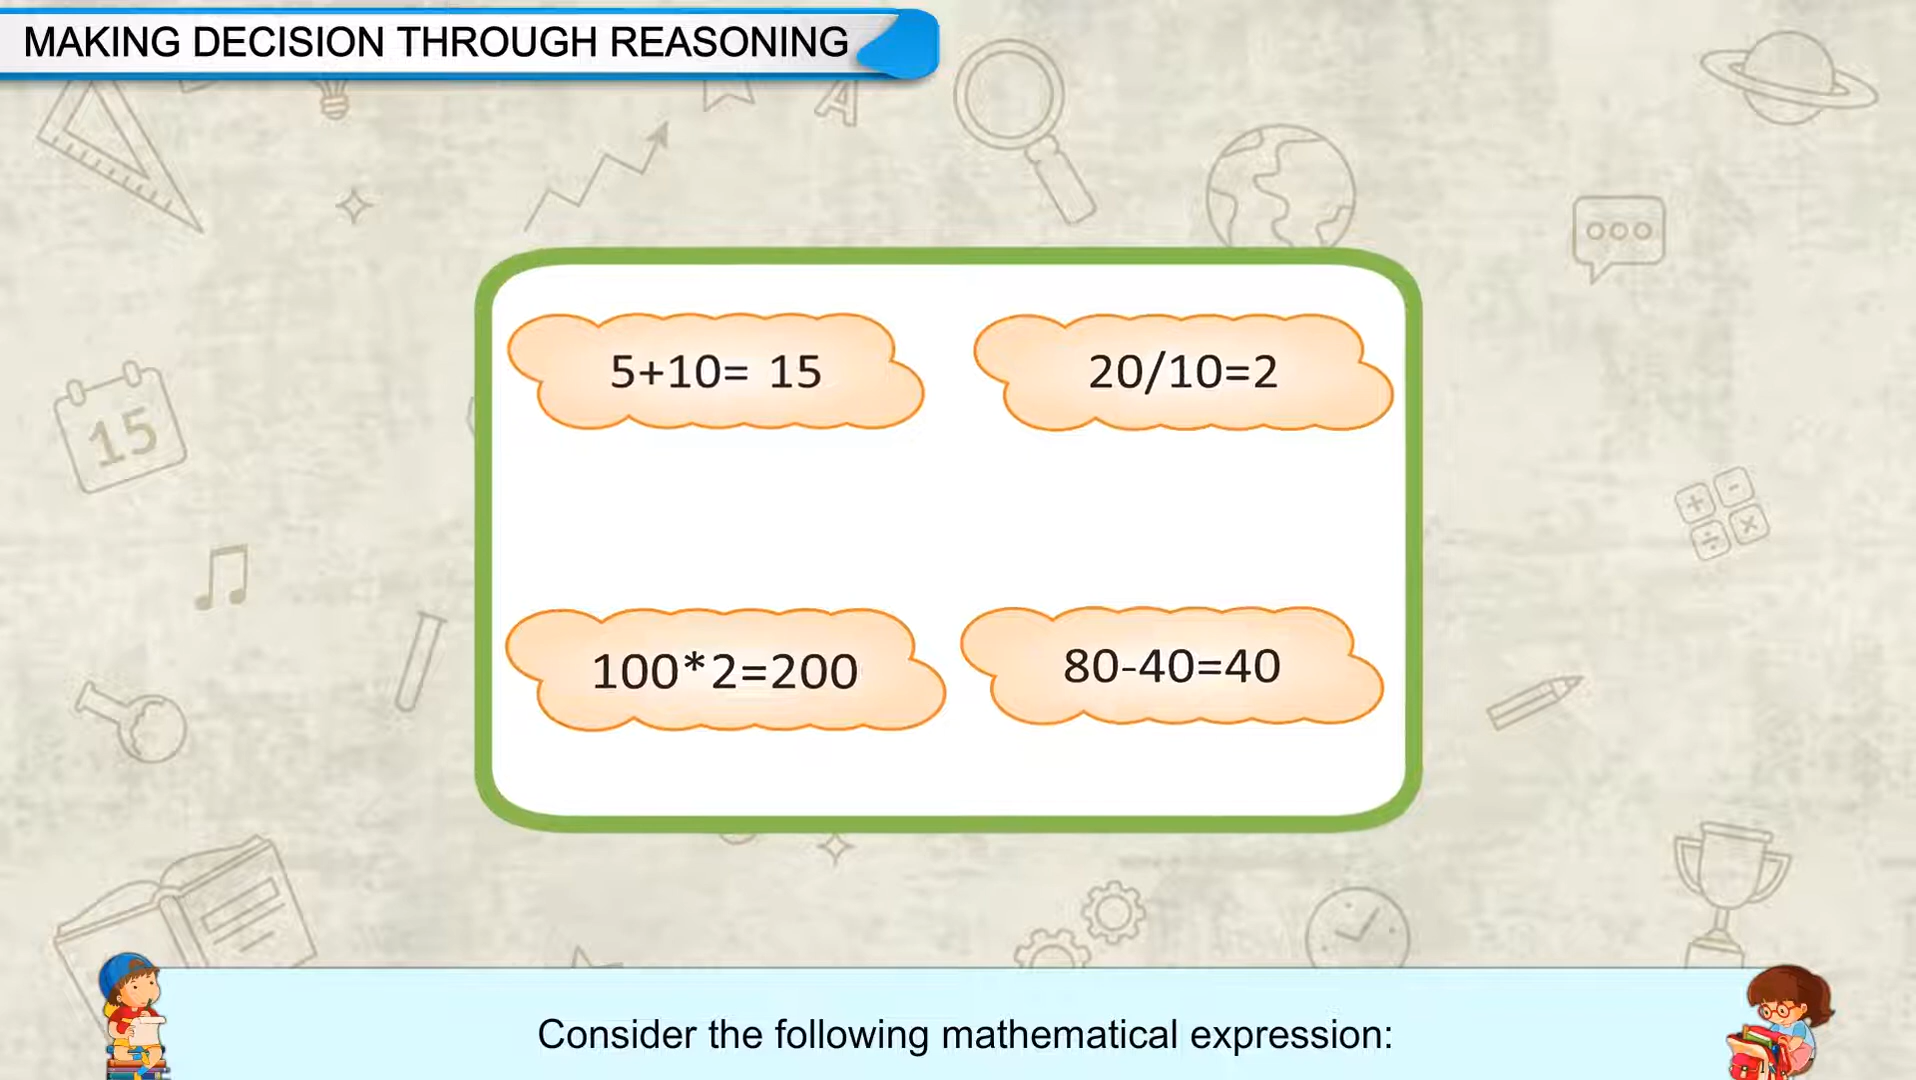 MAKING DECISION THROUGH REASONING
A
15
5+10= 15
20/10=2
100*2=200
80-40=40
Consider the following mathematical expression: